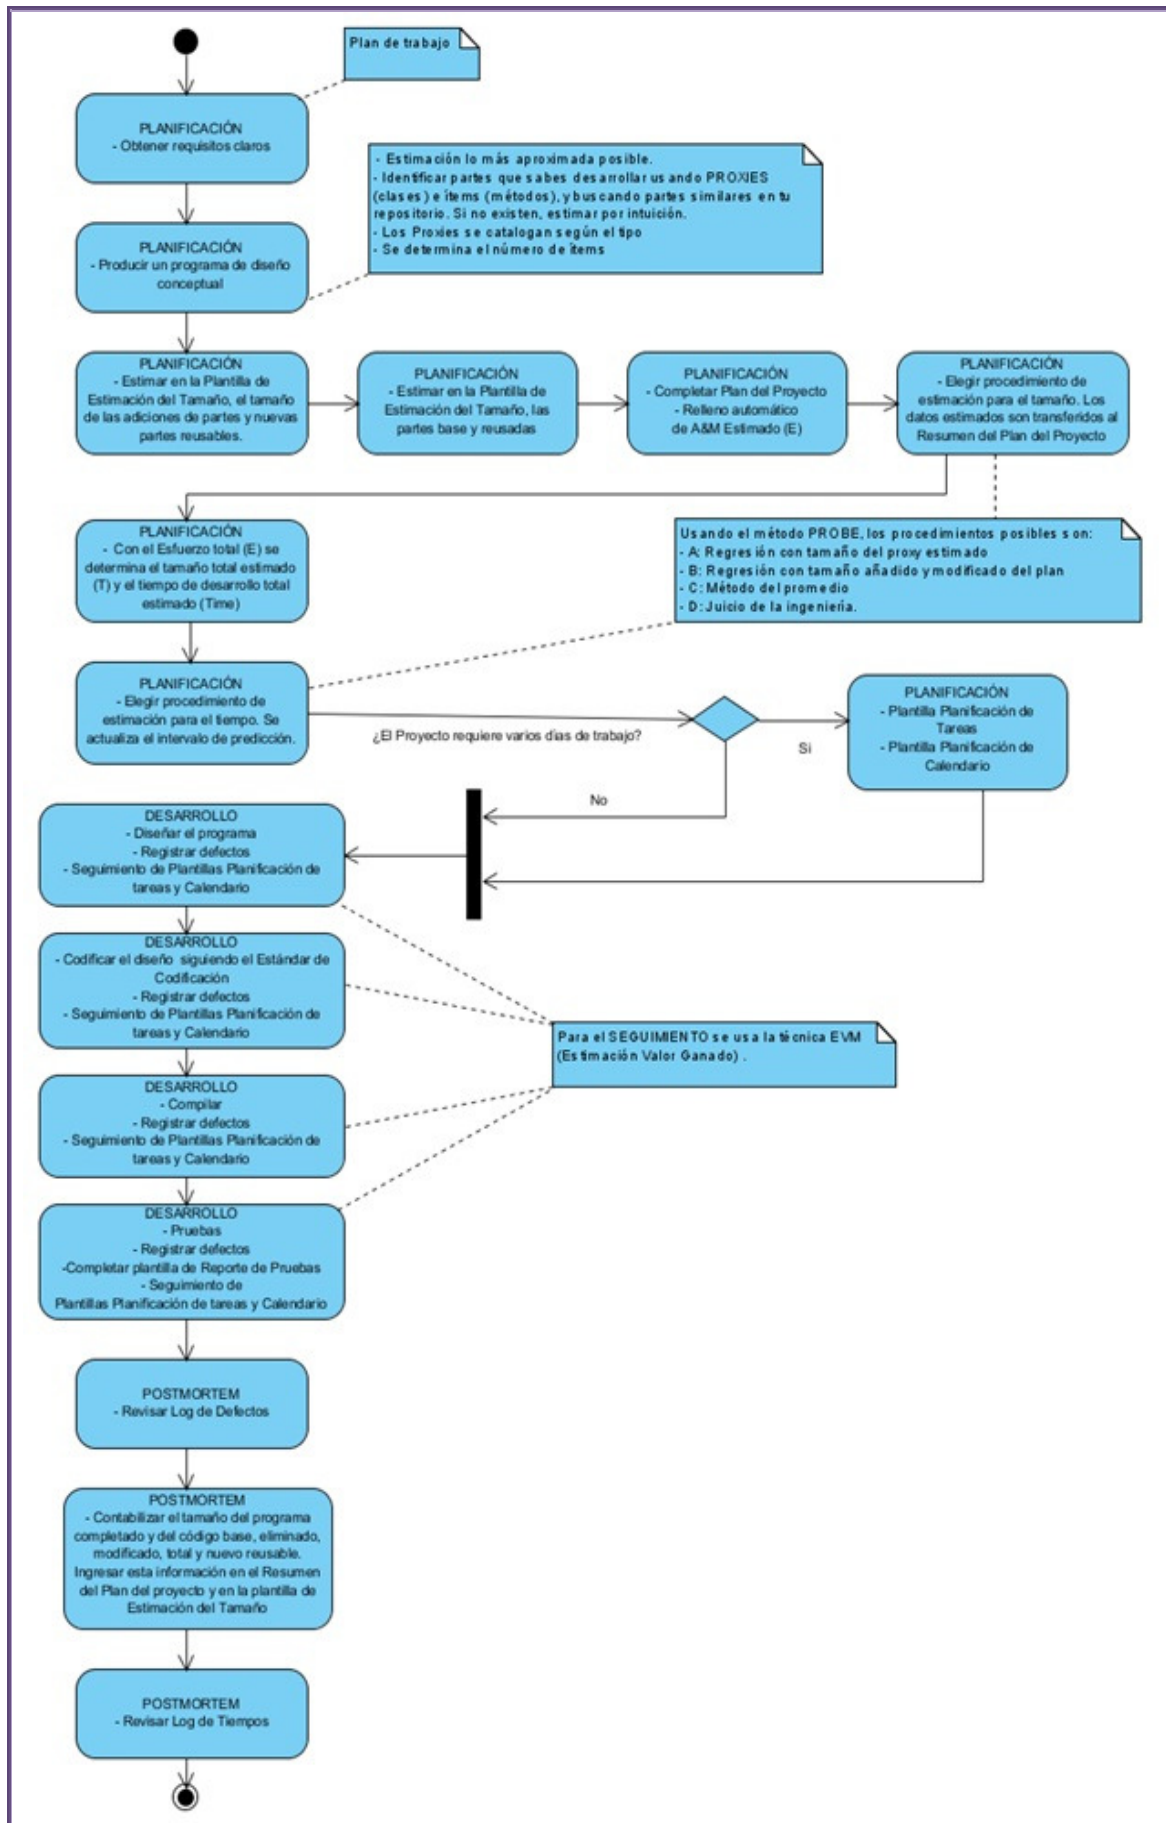 Plan de trabajo
PLANIFICACIÓN
- Obtener requisitos claros
- Estimación lo más aproximada posible.
- Identificar partes que sabes desarrollar usando PROXIES
(clases) e ítems (métodos), y buscando partes similares en tu
repositorio. Si no existen, estimar por intuición.
- Los Proxies se catalogan según el tipo
- Se determina el número de ítems
PLANIFICACIÓN
- Producir un programa de diseño
conceptual
PLANIFICACIÓN
- Estimar en la Plantilla de
Estimación del Tamaño, el tamaño
de las adiciones de partes y nuevas
partes reusables.
PLANIFICACIÓN
- Estimar en la Plantilla de
Estimación del Tamaño, las
partes base y reusadas
PLANIFICACIÓN
- Completar Plan del Proyecto
- Relleno automático
de A&M Estimado (E)
PLANIFICACIÓN
- Elegir procedimiento de
estimación para el tamaño. Los
datos estimados son transferidos al
Resumen del Plan del Proyecto
PLANIFICACIÓN
- Con el Esfuerzo total (E) se
determina el tamaño total estimado
(T) y el tiempo de desarrollo total
estimado (Time)
Usando el método PROBE, los procedimientos posibles son:
- A: Regresión con tamaño del proxy estimado
- B: Regresión con tamaño añadido y modificado del plan
- C: Método del promedio
- D: Juicio de la ingeniería.
PLANIFICACIÓN
- Elegir procedimiento de
estimación para el tiempo. Se
actualiza el intervalo de predicción.
¿El Proyecto requiere varios días de trabajo?
Si
PLANIFICACIÓN
- Plantilla Planificación de
Tareas
- Plantilla Planificación de
Calendario
No
DESARROLLO
- Diseñar el programa
- Registrar defectos
- Seguimiento de Plantillas Planificación de
tareas y Calendario
DESARROLLO
- Codificar el diseño siguiendo el Estándar de
Codificación
- Registrar defectos
- Seguimiento de Plantillas Planificación de
tareas y Calendario
Para el SEGUIMIENTO se usa la técnica EVM
(Estimación Valor Ganado) .
DESARROLLO
- Compilar
- Registrar defectos
- Seguimiento de Plantillas Planificación de
tareas y Calendario
DESARROLLO
- Pruebas
- Registrar defectos
-Completar plantilla de Reporte de Pruebas
- Seguimiento de
Plantillas Planificación de tareas y Calendario
POSTMORTEM
- Revisar Log de Defectos
POSTMORTEM
- Contabilizar el tamaño del programa
completado y del código base, eliminado,
modificado, total y nuevo reusable.
Ingresar esta información en el Resumen
del Plan del proyecto y en la plantilla de
Estimación del Tamaño
POSTMORTEM
- Revisar Log de Tiempos